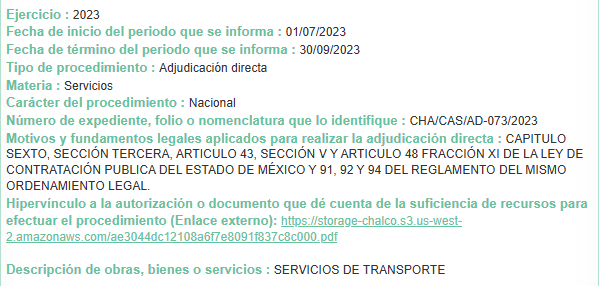 Ejercicio : 2023
Fecha de inicio del periodo que se informa : 01/07/2023
Fecha de término del periodo que se informa : 30/09/2023
Tipo de procedimiento : Adjudicación directa
Materia : Servicios
Carácter del procedimiento : Nacional
Número de expediente, folio o nomenclatura que lo identifique : CHA/CAS/AD-073/2023
Motivos y fundamentos legales aplicados para realizar la adjudicación directa : CAPITULO
SEXTO, SECCIÓN TERCERA, ARTICULO 43, SECCIÓN V Y ARTICULO 48 FRACCIÓN XI DE LA LEY DE
CONTRATACIÓN PUBLICA DEL ESTADO DE MÉXICO Y 91, 92 Y 94 DEL REGLAMENTO DEL MISMO
ORDENAMIENTO LEGAL.
Hipervínculo a la autorización o documento que dé cuenta de la suficiencia de recursos para
efectuar el procedimiento (Enlace externo): https://storage-chalco.s3.us-west-
2.amazonaws.com/ae3044dc12108a6f7e8091f837c8c000.pdf
Descripción de obras, bienes o servicios : SERVICIOS DE TRANSPORTE